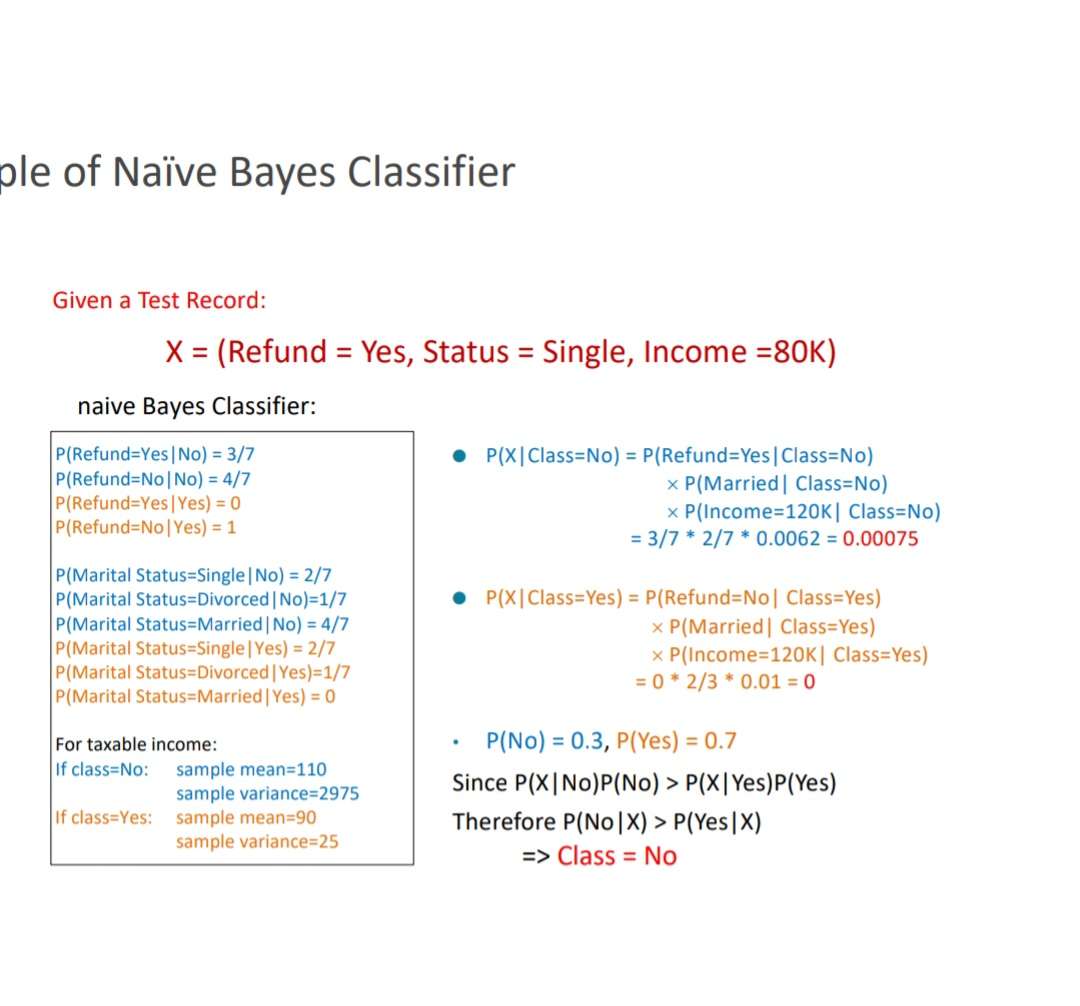 ple of Naïve Bayes Classifier
Given a Test Record:
X = (Refund = Yes, Status = Single, Income =80K)
naive Bayes Classifier:
P(Refund=Yes|No) = 3/7
P(Refund=No|No) = 4/7
P(Refund=Yes|Yes) = 0
P(Refund=No|Yes) = 1
P(Marital Status=Single|No) = 2/7
P(Marital Status=Divorced|No)=1/7
P(Marital Status=Married|No) = 4/7
P(Marital Status=Single|Yes) = 2/7
P(Marital Status=Divorced|Yes)=1/7
P(Marital Status=Married|Yes) = 0
For taxable income:
If class=No: sample mean=110
sample variance=2975
If class=Yes: sample mean=90
sample variance=25
● P(X|Class=No) = P(Refund=Yes|Class=No)
× P(Married| Class=No)
× P(Income=120K| Class=No)
= 3/7 * 2/7 * 0.0062 = 0.00075
● P(X|Class=Yes) = P(Refund=No| Class=Yes)
× P(Married| Class=Yes)
× P(Income=120K| Class=Yes)
= 0 * 2/3 * 0.01 = 0
• P(No) = 0.3, P(Yes) = 0.7
Since P(X|No)P(No) > P(X|Yes)P(Yes)
Therefore P(No|X) > P(Yes|X)
=> Class = No